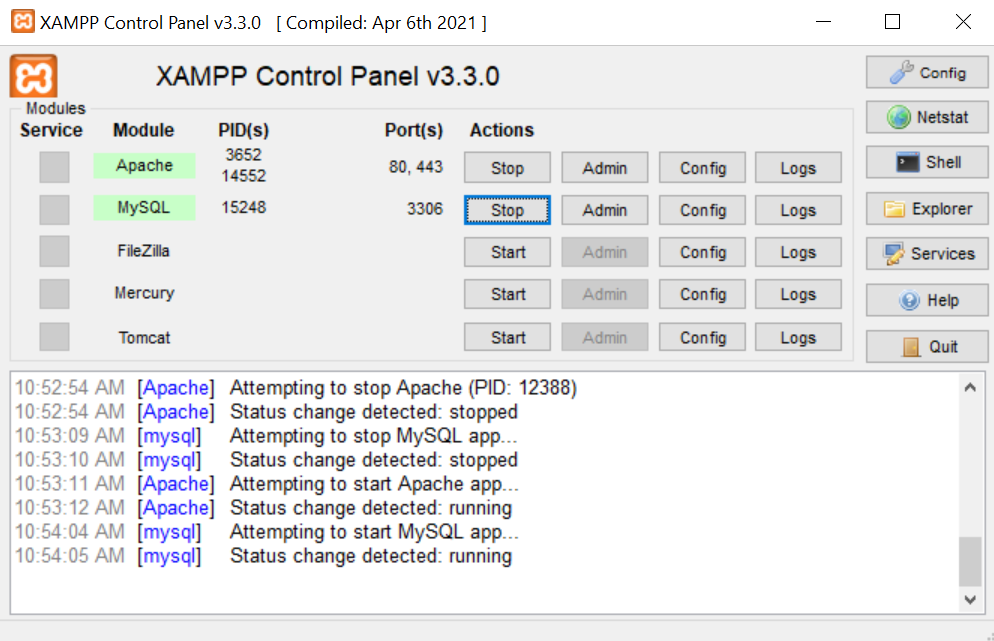 XAMPP Control Panel v3.3.0 [ Compiled: Apr 6th 2021 ]
XAMPP Control Panel v3.3.0
Config
Modules
Service Module PID(s) Port(s) Actions
Netstat
Apache 3652 14552 80, 443 Stop Admin Config Logs
Shell
MySQL 15248 3306 Stop Admin Config Logs
Explorer
FileZilla Start Admin Config Logs
Services
Mercury Start Admin Config Logs
Help
Tomcat Start Admin Config Logs
Quit
10:52:54 AM [Apache] Attempting to stop Apache (PID: 12388)
10:52:54 AM [Apache] Status change detected: stopped
10:53:09 AM [mysql] Attempting to stop MySQL app...
10:53:10 AM [mysql] Status change detected: stopped
10:53:11 AM [Apache] Attempting to start Apache app...
10:53:12 AM [Apache] Status change detected: running
10:54:04 AM [mysql] Attempting to start MySQL app...
10:54:05 AM [mysql] Status change detected: running